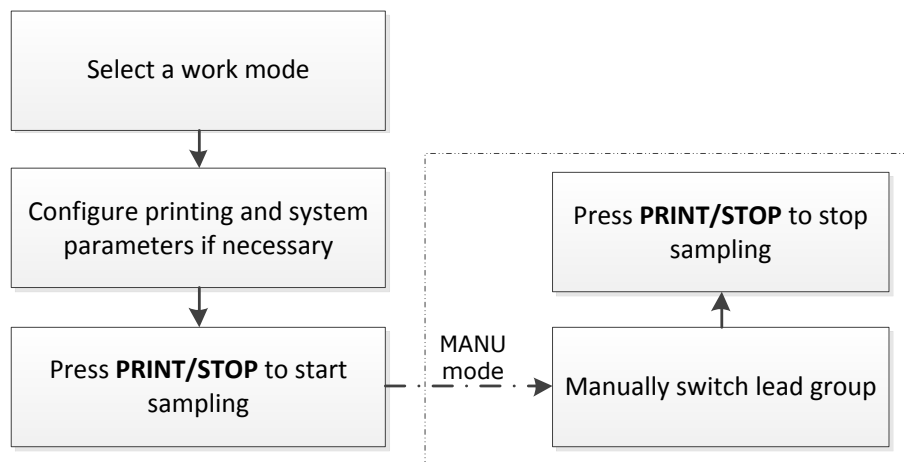 Select a work mode
Configure printing and system
parameters if necessary
Press PRINT/STOP to start
sampling
MANU
mode
Manually switch lead group
Press PRINT/STOP to stop
sampling